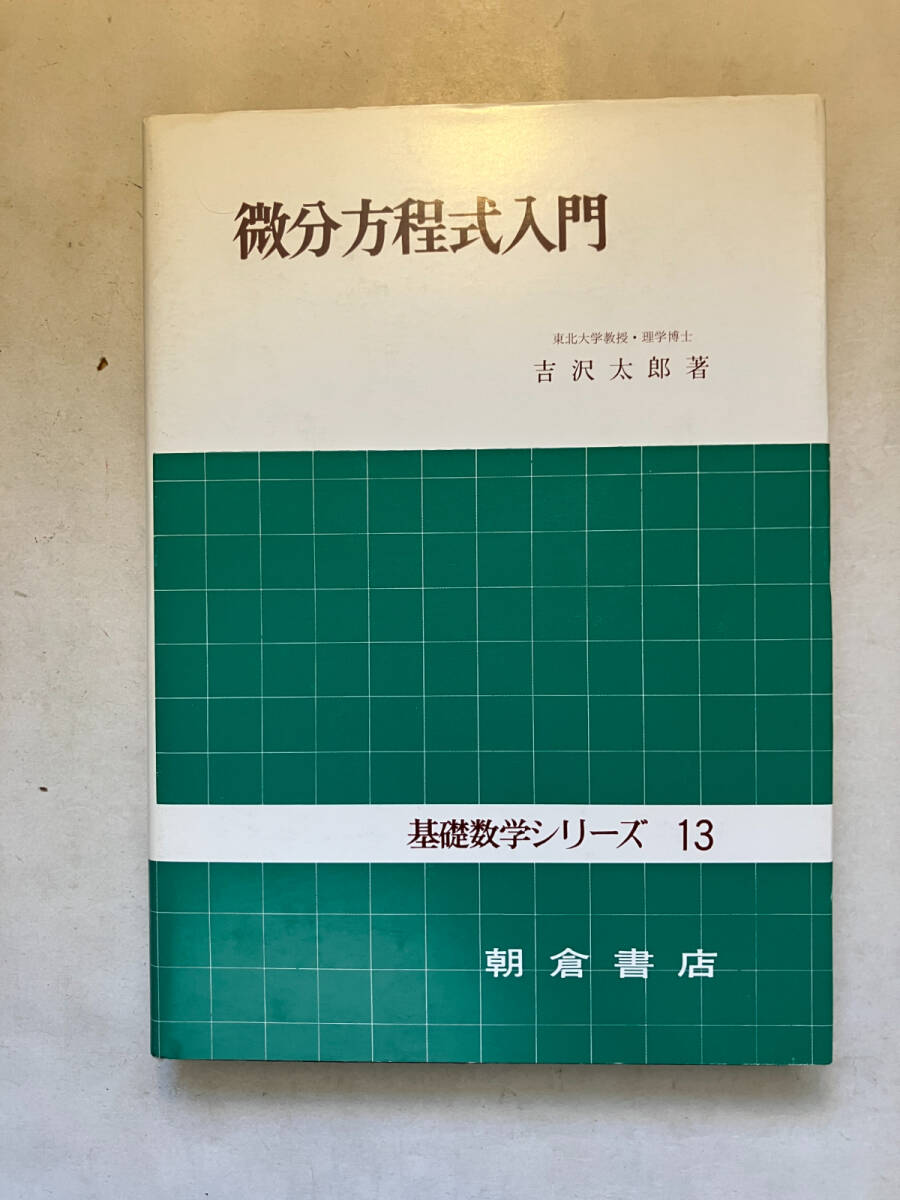 微分方程式入門
東北大学教授・理学博士
吉沢太郎著
基礎数学シリーズ 13
朝倉書店